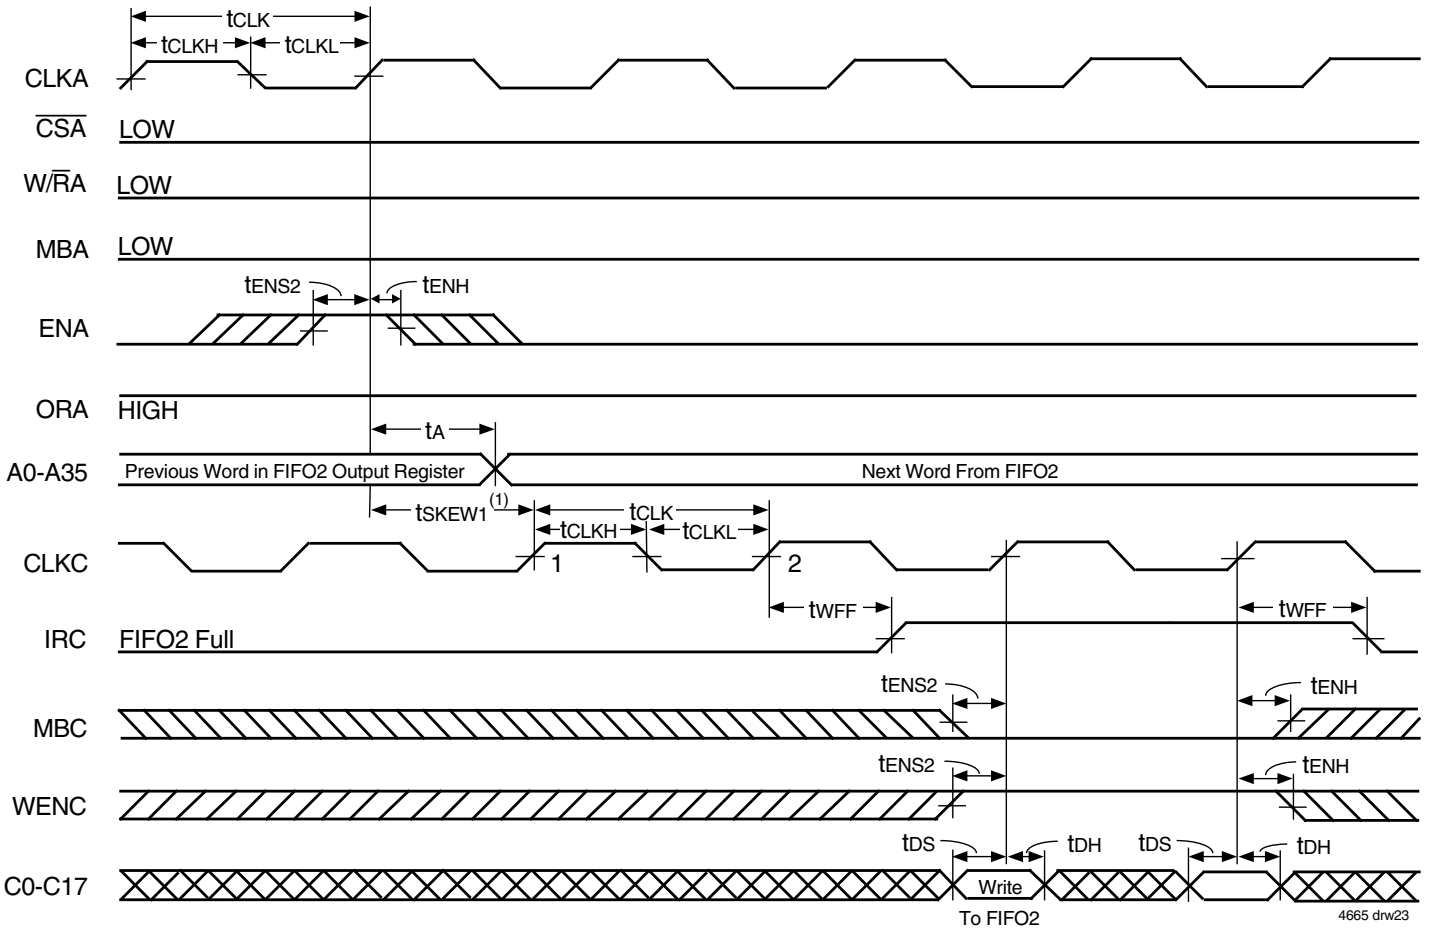 tCLK
tCLKH tCLKL
CLKA
CSA LOW
W/RA LOW
MBA LOW
tENS2 tENH
ENA
ORA HIGH
tA
A0-A35 Previous Word in FIFO2 Output Register Next Word From FIFO2
tSKEW1 (1) tCLK
tCLKH tCLKL
CLKC 1 2
tWFF tWFF
IRC FIFO2 Full
tENS2 tENH
MBC
tENS2 tENH
WENC
tDS tDH tDS tDH
C0-C17 Write
To FIFO2
4665 drw23